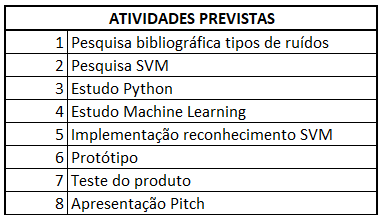 ATIVIDADES PREVISTAS
1 Pesquisa bibliográfica tipos de ruídos
2 Pesquisa SVM
3 Estudo Python
4 Estudo Machine Learning
5 Implementação reconhecimento SVM
6 Protótipo
7 Teste do produto
8 Apresentação Pitch